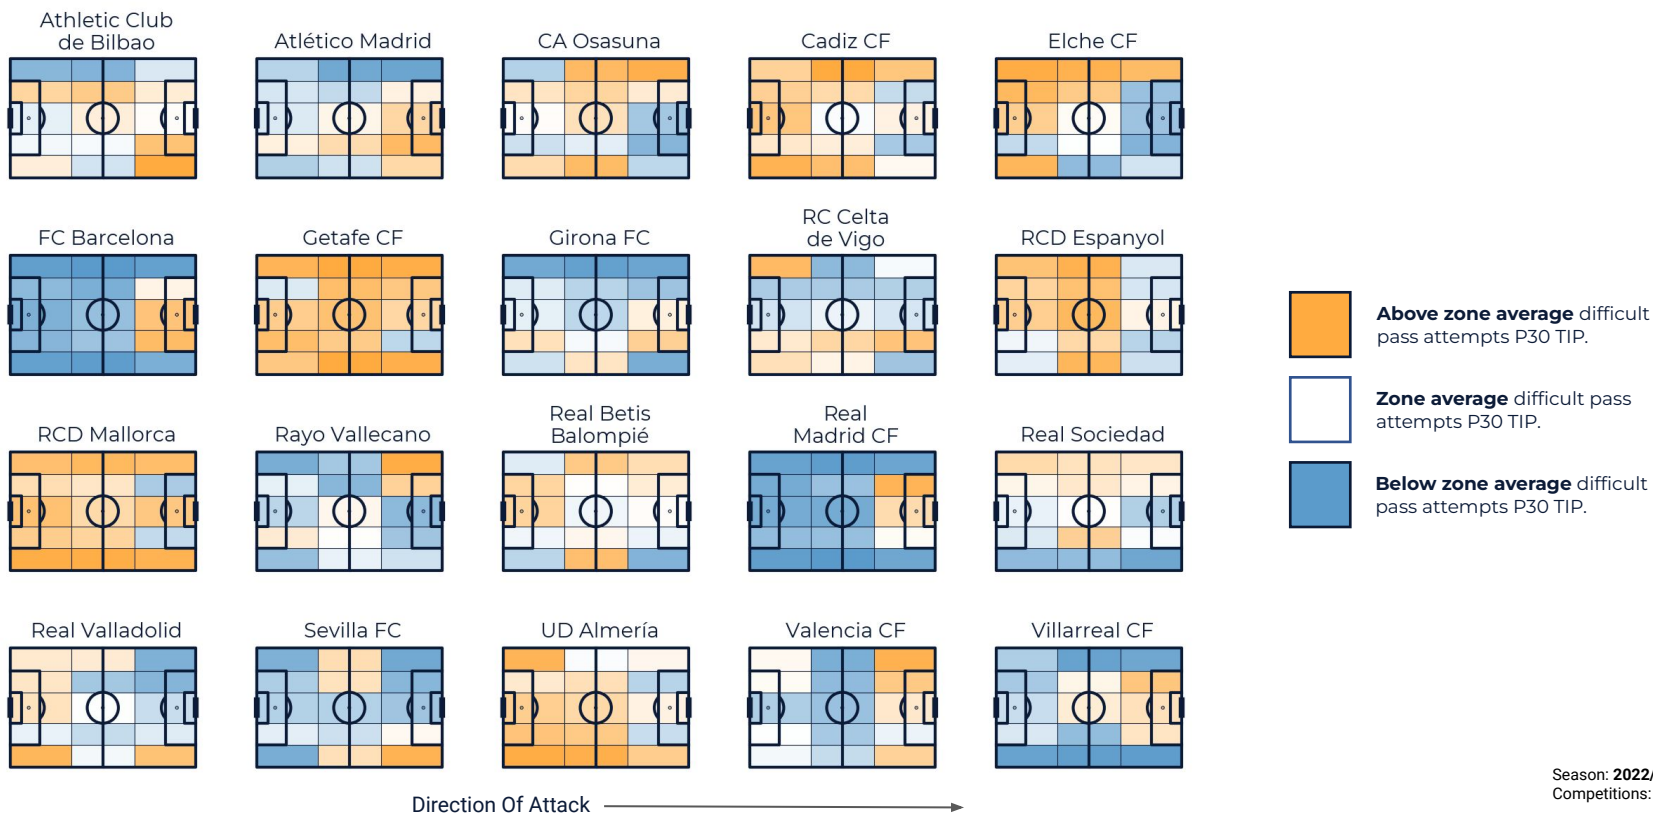 Athletic Club
de Bilbao
Atlético Madrid
CA Osasuna
Cadiz CF
Elche CF
FC Barcelona
Getafe CF
Girona FC
RC Celta
de Vigo
RCD Espanyol
RCD Mallorca
Rayo Vallecano
Real Betis
Balompié
Real
Madrid CF
Real Sociedad
Real Valladolid
Sevilla FC
UD Almería
Valencia CF
Villarreal CF
Direction Of Attack
Above zone average difficult
pass attempts P30 TIP.
Zone average difficult pass
attempts P30 TIP.
Below zone average difficult
pass attempts P30 TIP.
Season: 2022/
Competitions: